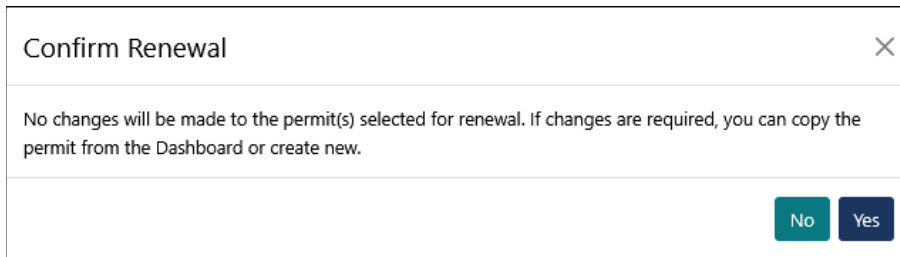 Confirm Renewal
No changes will be made to the permit(s) selected for renewal. If changes are required, you can copy the
permit from the Dashboard or create new.
No Yes